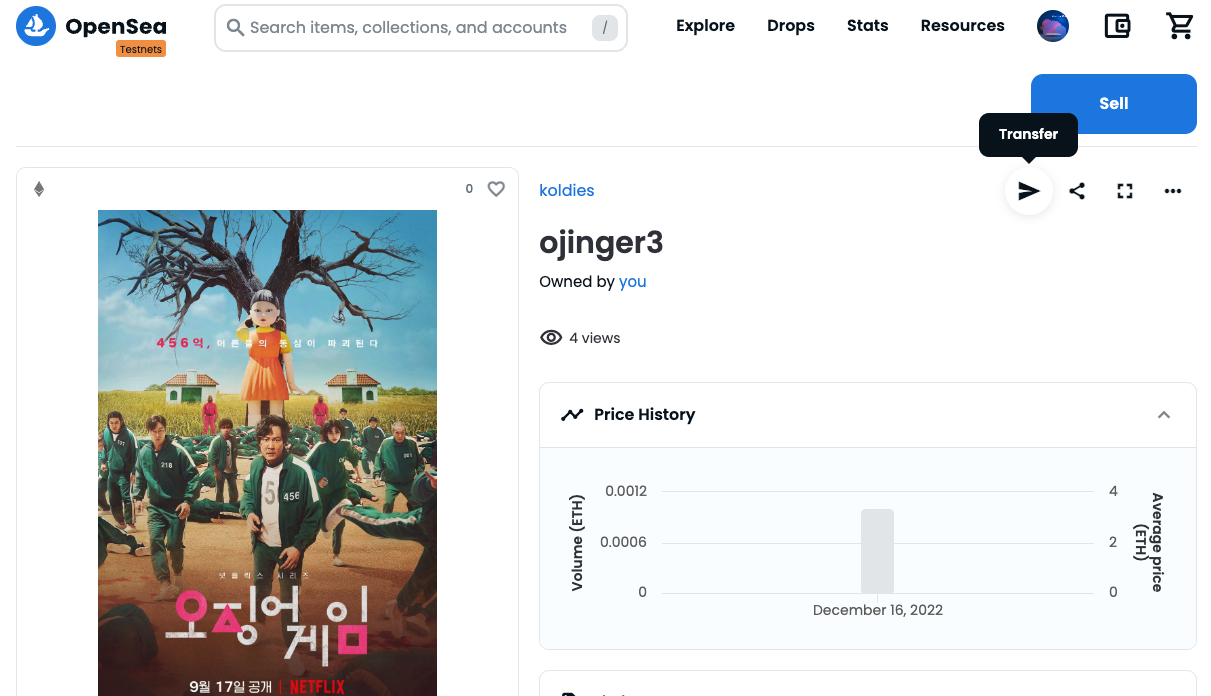 OpenSea
Testnets
Search items, collections, and accounts
/
Explore
Drops
Stats
Resources
Sell
Transfer
0
koldies
ojinger3
Owned by you
4 views
Price History
Volume (ETH)
0.0012
0.0006
0
4
2
0
Average price (ETH)
December 16, 2022
456억, 어른들의 동심이 파괴된다
218
456
001
넷플릭스 시리즈
오징어
게임
9월 17일 공개 | NETFLIX